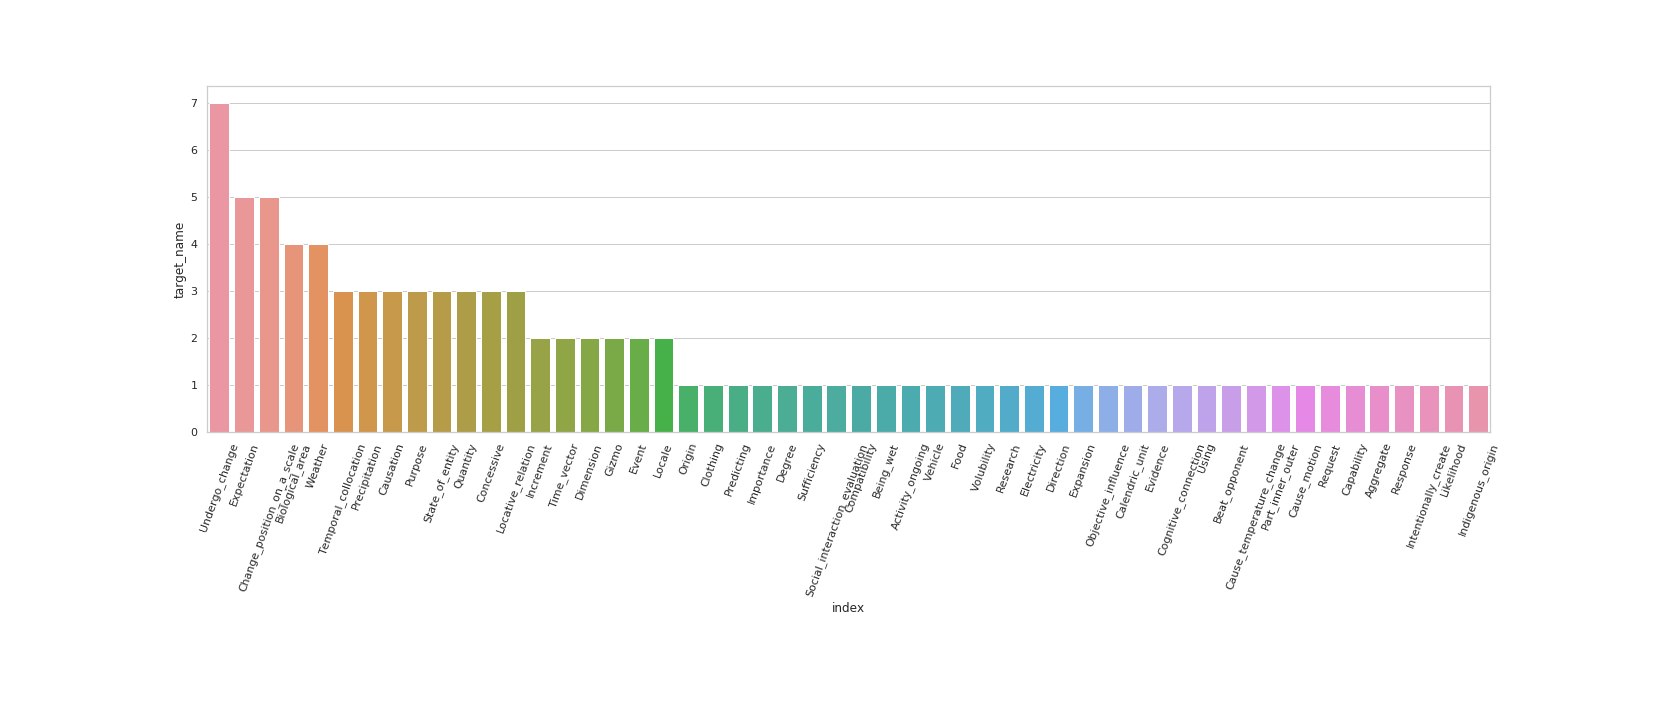 target_name
7
6
5
4
3
2
1
0
Undergo_change
Expectation
Change_position_on_a_scale
Biological_area
Weather
Temporal_collocation
Precipitation
Causation
Purpose
State_of_entity
Quantity
Concessive
Locative_relation
Increment
Time_vector
Dimension
Gizmo
Event
Locale
Origin
Clothing
Predicting
Importance
Degree
Sufficiency
Social_interaction_evaluation
Compatibility
Being_wet
Activity_ongoing
Vehicle
Food
Volubility
Research
Electricity
Direction
Expansion
Objective_influence
Calendric_unit
Evidence
Cognitive_connection
Using
Beat_opponent
Cause_temperature_change
Part_inner_outer
Cause_motion
Request
Capability
Aggregate
Response
Intentionally_create
Likelihood
Indigenous_origin
index